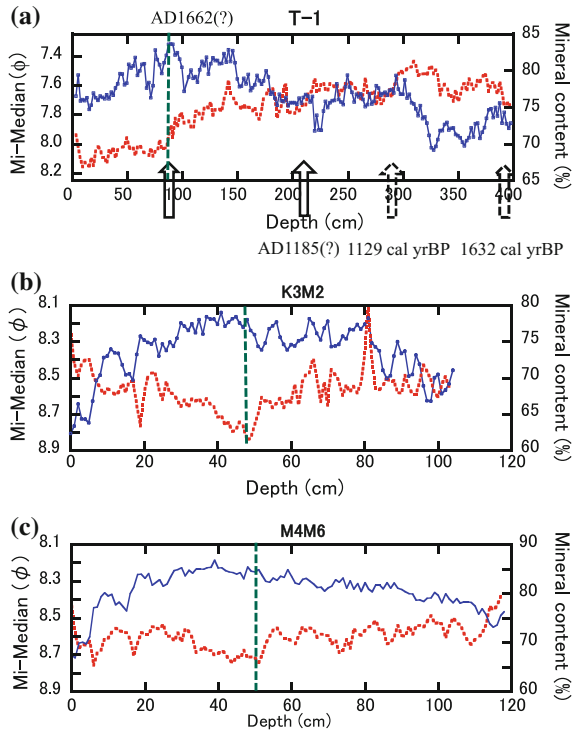 (a)
AD1662(?)
T-1
Mi-Median(ϕ)
7.4
7.6
7.8
8.0
8.2
85
80
75
70
65
Mineral content (%)
0 50 100 150 200 250 300 350 400
Depth (cm)
AD1185(?) 1129 cal yrBP 1632 cal yrBP
(b)
K3M2
Mi-Median(ϕ)
8.1
8.3
8.5
8.7
8.9
80
75
70
65
60
Mineral content (%)
0 20 40 60 80 100 120
Depth (cm)
(c)
M4M6
Mi-Median(ϕ)
8.1
8.3
8.5
8.7
8.9
90
85
80
75
70
65
60
Mineral content (%)
0 20 40 60 80 100 120
Depth (cm)